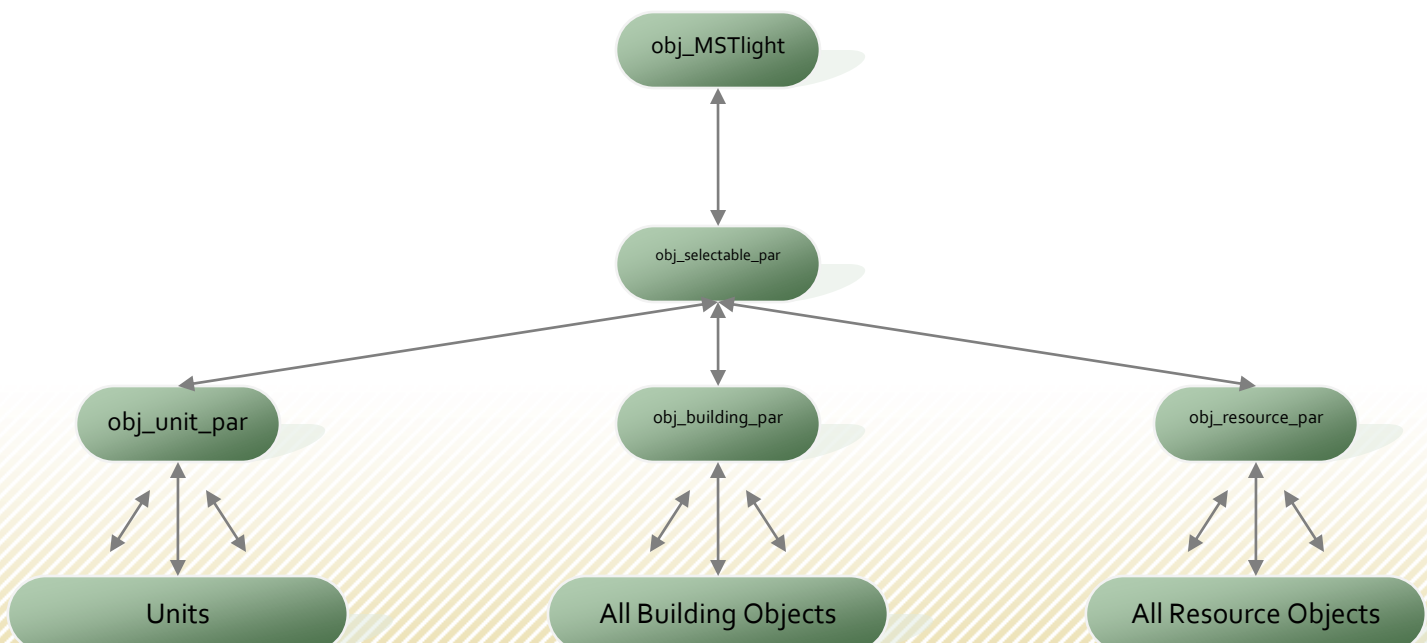 obj_MSTlight
obj_selectable_par
obj_unit_par
obj_building_par
obj_resource_par
Units
All Building Objects
All Resource Objects